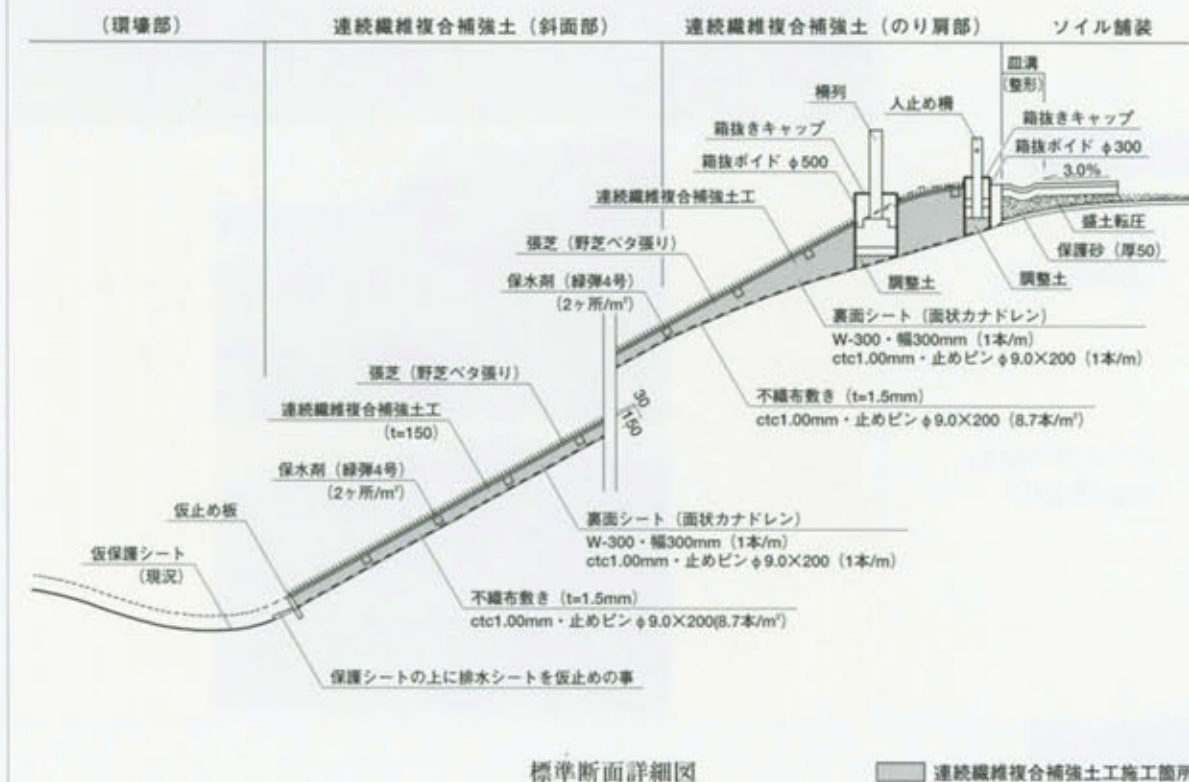 (環壕部)
連続繊維複合補強土(斜面部)
連続繊維複合補強土(のり肩部)
ソイル舗装
皿溝
(整形)
柵列
人止め柵
箱抜きキャップ
箱抜きキャップ
箱抜ボイド φ500
箱抜ボイド φ300
3.0%
連続繊維複合補強土工
張芝(野芝ベタ張り)
保水剤(緑弾4号)
(2ヶ所/㎡)
盛土転圧
保護砂(厚50)
調整土
調整土
裏面シート(面状カナドレン)
W-300・幅300mm(1本/m)
ctc1.00mm・止めピンφ9.0×200(1本/m)
不織布敷き(t=1.5mm)
ctc1.00mm・止めピンφ9.0×200(8.7本/㎡)
張芝(野芝ベタ張り)
連続繊維複合補強土工
(t=150)
30
150
保水剤(緑弾4号)
(2ヶ所/㎡)
仮止め板
仮保護シート
(現況)
裏面シート(面状カナドレン)
W-300・幅300mm(1本/m)
ctc1.00mm・止めピンφ9.0×200(1本/m)
不織布敷き(t=1.5mm)
ctc1.00mm・止めピンφ9.0×200(8.7本/㎡)
保護シートの上に排水シートを仮止めの事
標準断面詳細図
連続繊維複合補強土工施工箇所